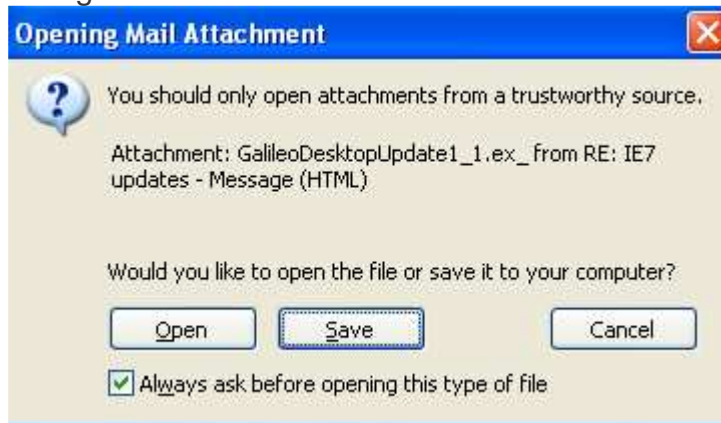 Opening Mail Attachment
You should only open attachments from a trustworthy source.
Attachment: GalileoDesktopUpdate1_1.ex_ from RE: IE7
updates - Message (HTML)
Would you like to open the file or save it to your computer?
Open Save Cancel
Always ask before opening this type of file